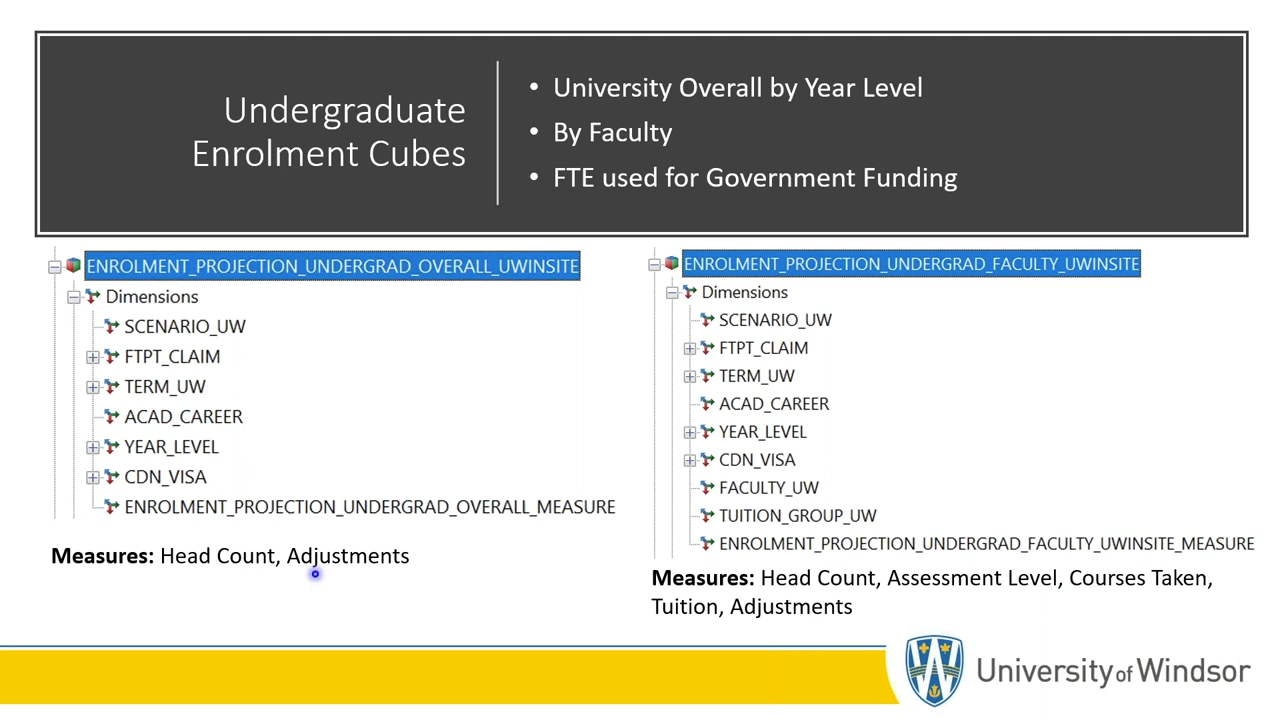 Undergraduate
Enrolment Cubes
• University Overall by Year Level
• By Faculty
• FTE used for Government Funding
ENROLMENT_PROJECTION_UNDERGRAD_OVERALL_UWINSITE
Dimensions
SCENARIO_UW
FTPT_CLAIM
TERM_UW
ACAD_CAREER
YEAR_LEVEL
CDN_VISA
ENROLMENT_PROJECTION_UNDERGRAD_OVERALL_MEASURE
Measures: Head Count, Adjustments
ENROLMENT_PROJECTION_UNDERGRAD_FACULTY_UWINSITE
Dimensions
SCENARIO_UW
FTPT_CLAIM
TERM_UW
ACAD_CAREER
YEAR_LEVEL
CDN_VISA
FACULTY_UW
TUITION_GROUP_UW
ENROLMENT_PROJECTION_UNDERGRAD_FACULTY_UWINSITE_MEASURE
Measures: Head Count, Assessment Level, Courses Taken,
Tuition, Adjustments
University of Windsor